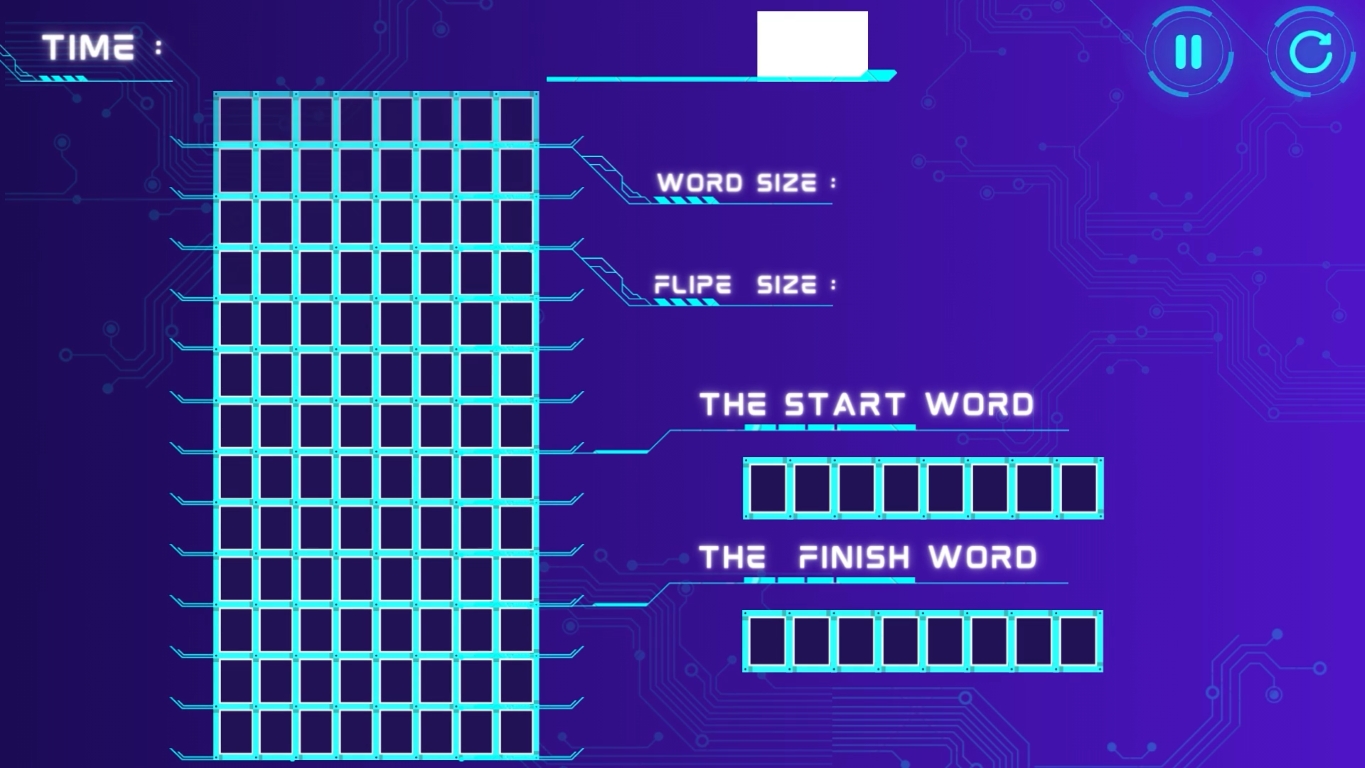 TIME :
WORD SIZE :
FLIPE SIZE :
THE START WORD
THE FINISH WORD